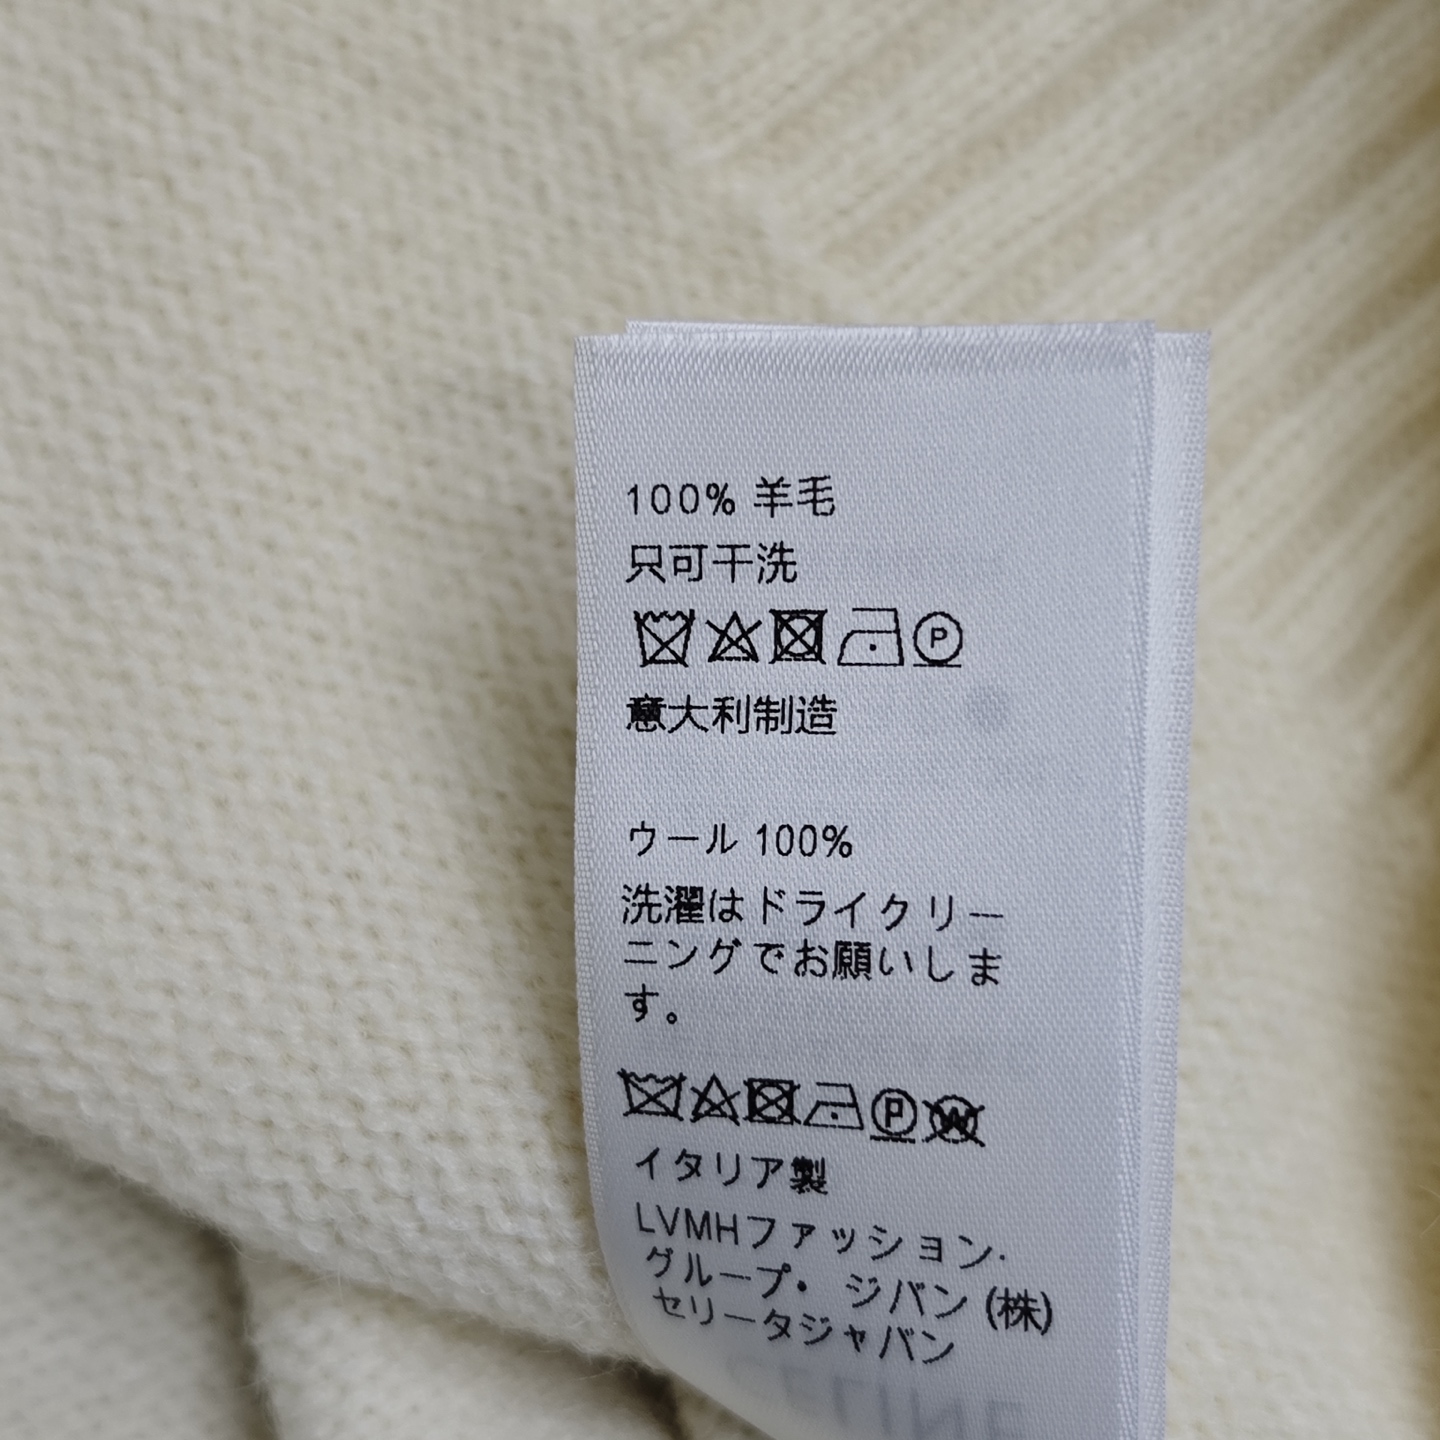 100% 羊毛
只可干洗
P
意大利制造
ウール 100%
洗濯はドライクリー
ニングでお願いしま
す。
P W
イタリア製
LVMHファッション・
グループ・ ジバン (株)
セリータジャバン